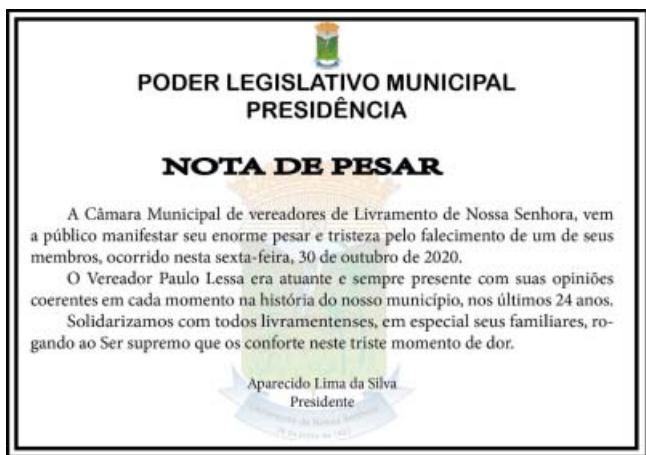 PODER LEGISLATIVO MUNICIPAL
PRESIDÊNCIA
NOTA DE PESAR
A Câmara Municipal de vereadores de Livramento de Nossa Senhora, vem
a público manifestar seu enorme pesar e tristeza pelo falecimento de um de seus
membros, ocorrido nesta sexta-feira, 30 de outubro de 2020.
O Vereador Paulo Lessa era atuante e sempre presente com suas opiniões
coerentes em cada momento na história do nosso município, nos últimos 24 anos.
Solidarizamos com todos livramentenses, em especial seus familiares, ro-
gando ao Ser supremo que os conforte neste triste momento de dor.
Aparecido Lima da Silva
Presidente
Livramento de Nossa Senhora